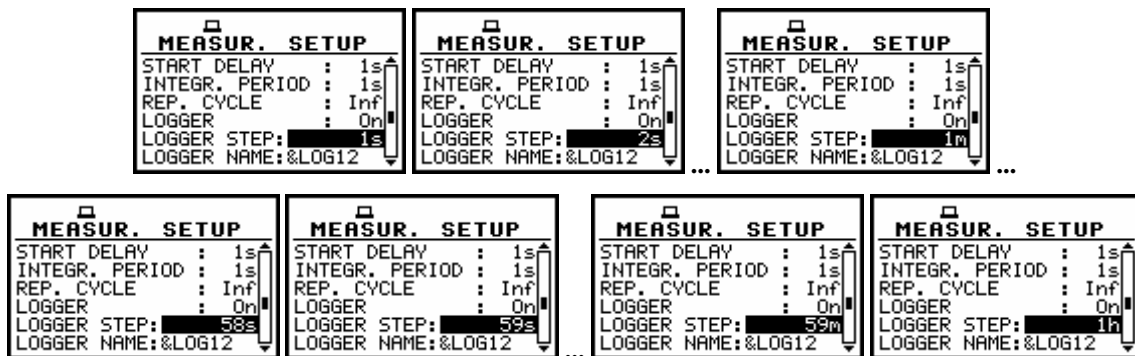 MEASUR. SETUP
START DELAY : 1s
INTEGR. PERIOD : 1s
REP. CYCLE : Inf
LOGGER : On
LOGGER STEP: 1s
LOGGER NAME:&LOG12
MEASUR. SETUP
START DELAY : 1s
INTEGR. PERIOD : 1s
REP. CYCLE : Inf
LOGGER : On
LOGGER STEP: 2s
LOGGER NAME:&LOG12
...
MEASUR. SETUP
START DELAY : 1s
INTEGR. PERIOD : 1s
REP. CYCLE : Inf
LOGGER : On
LOGGER STEP: 1m
LOGGER NAME:&LOG12
...
MEASUR. SETUP
START DELAY : 1s
INTEGR. PERIOD : 1s
REP. CYCLE : Inf
LOGGER : On
LOGGER STEP: 58s
LOGGER NAME:&LOG12
MEASUR. SETUP
START DELAY : 1s
INTEGR. PERIOD : 1s
REP. CYCLE : Inf
LOGGER : On
LOGGER STEP: 59s
LOGGER NAME:&LOG12
...
MEASUR. SETUP
START DELAY : 1s
INTEGR. PERIOD : 1s
REP. CYCLE : Inf
LOGGER : On
LOGGER STEP: 59m
LOGGER NAME:&LOG12
MEASUR. SETUP
START DELAY : 1s
INTEGR. PERIOD : 1s
REP. CYCLE : Inf
LOGGER : On
LOGGER STEP: 1h
LOGGER NAME:&LOG12